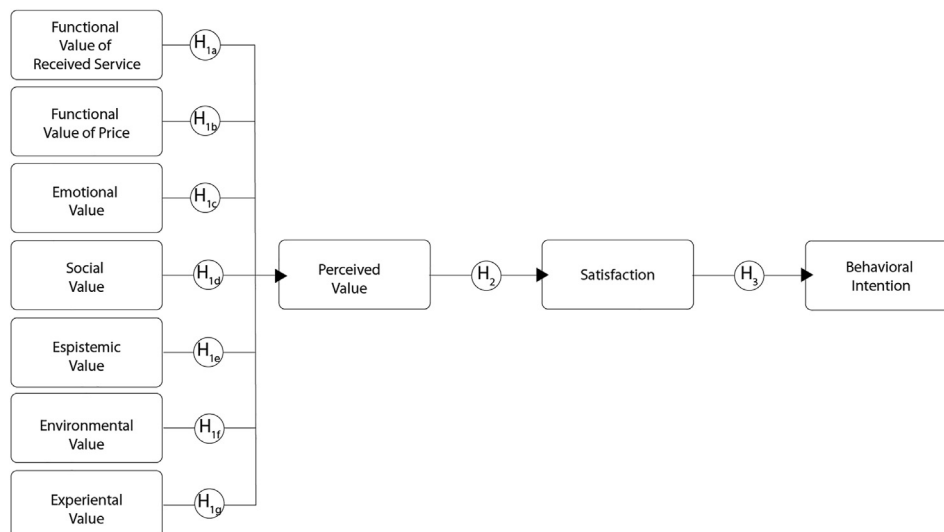 Functional
Value of
Received Service
H1a
Functional
Value of Price
H1b
Emotional
Value
H1c
Social
Value
H1d
Perceived
Value
H2
Satisfaction
H3
Behavioral
Intention
Espistemic
Value
H1e
Environmental
Value
H1f
Experiental
Value
H1g